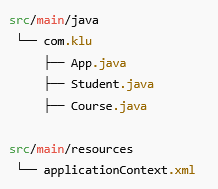 src/main/java
└── com.klu
├── App.java
├── Student.java
├── Course.java
src/main/resources
└── applicationContext.xml